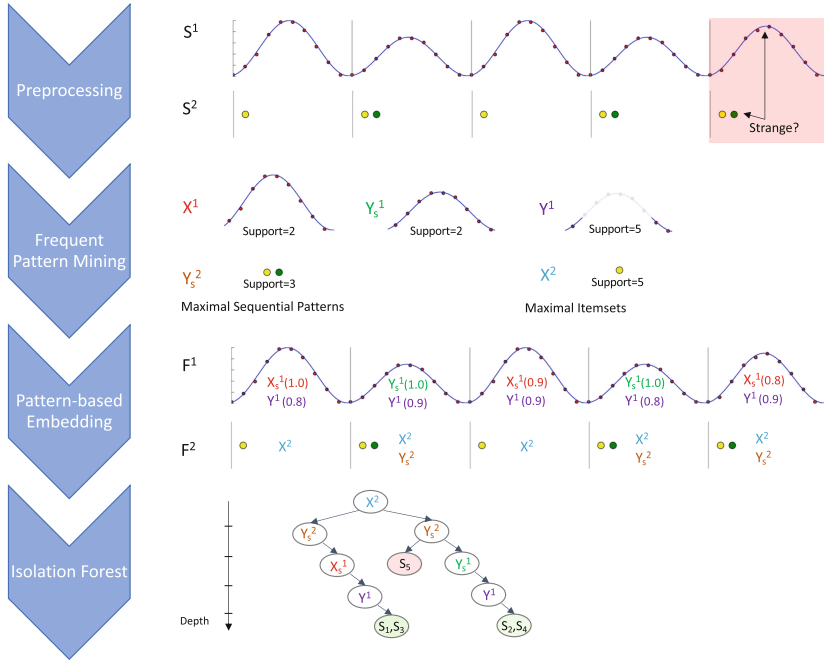 Preprocessing
S¹
S²
Strange?
Frequent
Pattern Mining
X¹
Support=2
Yₛ¹
Support=2
Y¹
Support=5
Yₛ²
Support=3
X²
Support=5
Maximal Sequential Patterns
Maximal Itemsets
Pattern-based
Embedding
F¹
Xₛ¹(1.0)
Y¹(0.8)
Yₛ¹(1.0)
Y¹(0.9)
Xₛ¹(0.9)
Y¹(0.9)
Yₛ¹(1.0)
Y¹(0.8)
Xₛ¹(0.8)
Y¹(0.9)
F²
X²
X²
Yₛ²
X²
X²
Yₛ²
X²
Yₛ²
Isolation Forest
Depth
X²
Yₛ²
Yₛ²
Xₛ¹
S₅
Yₛ¹
Y¹
Y¹
S₁,S₃
S₂,S₄